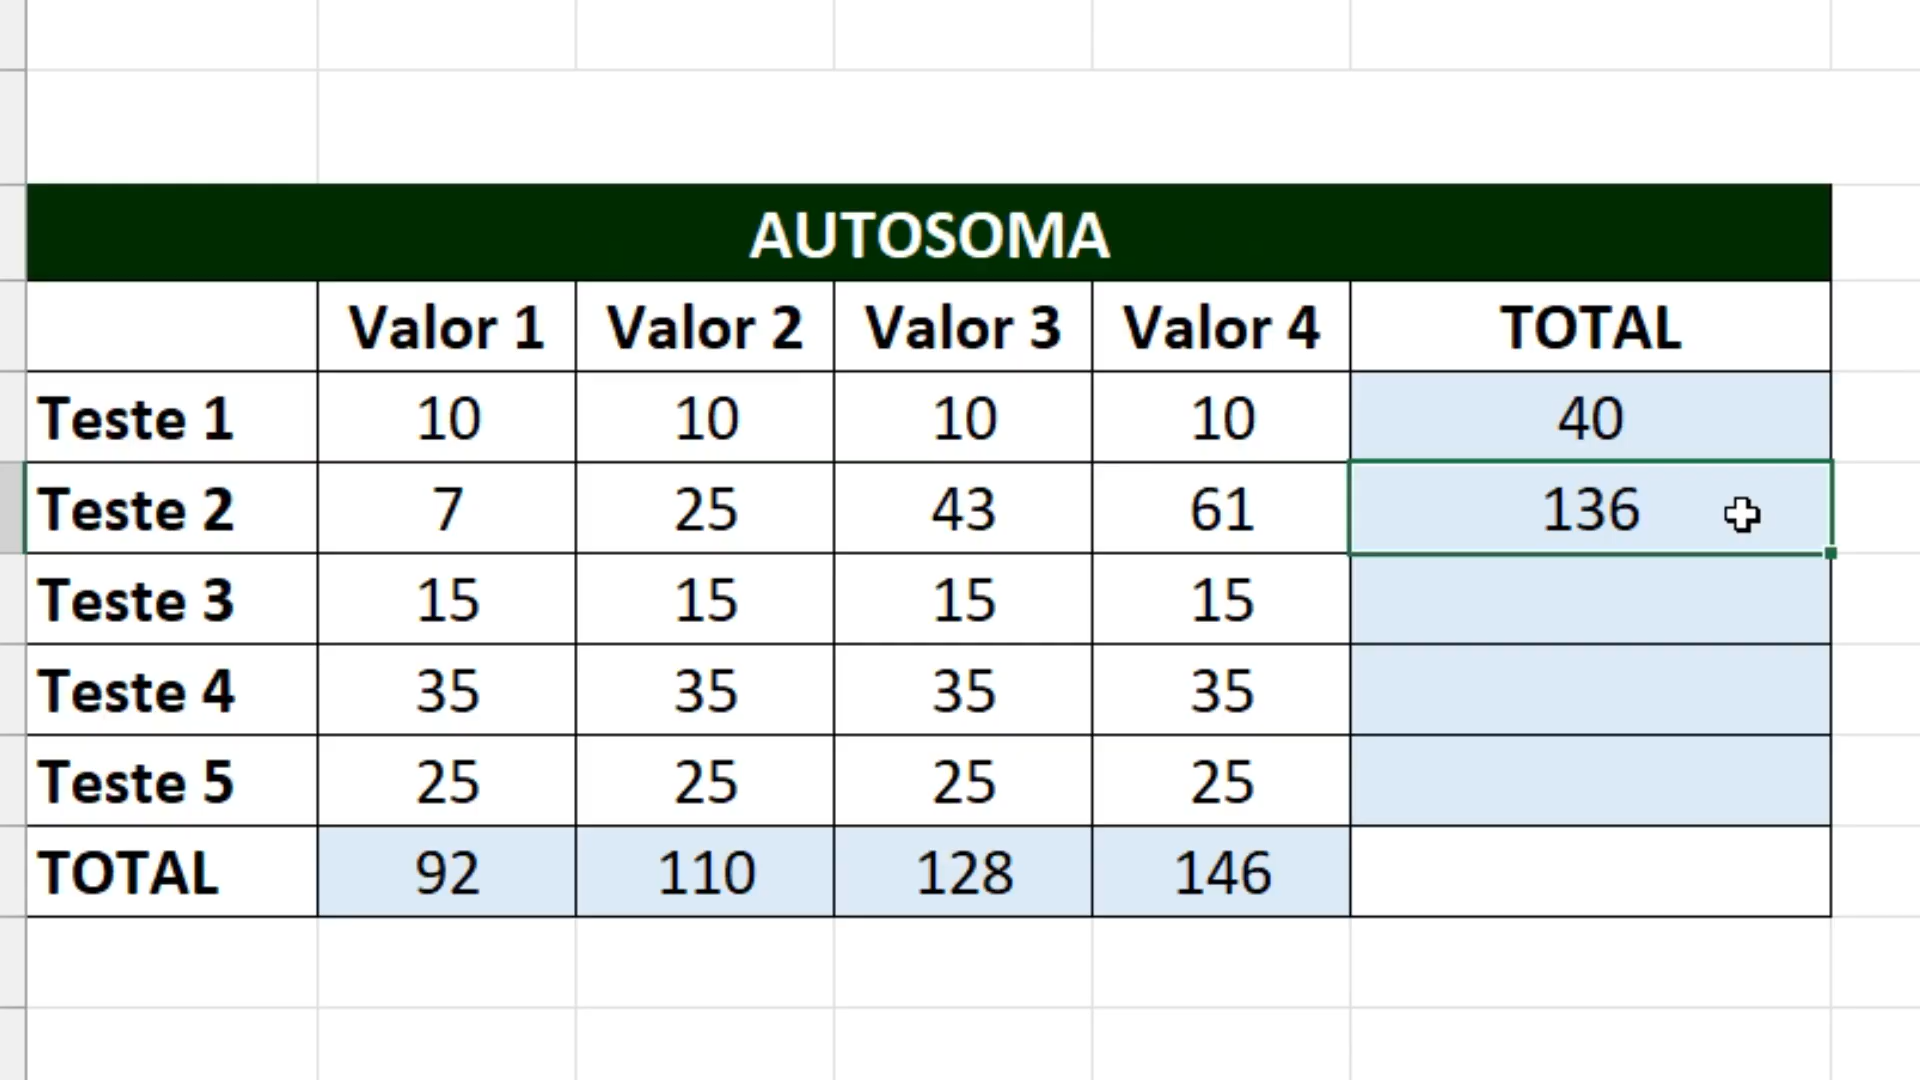 AUTOSOMA
Valor 1 Valor 2 Valor 3 Valor 4 TOTAL
Teste 1 10 10 10 10 40
Teste 2 7 25 43 61 136
Teste 3 15 15 15 15
Teste 4 35 35 35 35
Teste 5 25 25 25 25
TOTAL 92 110 128 146